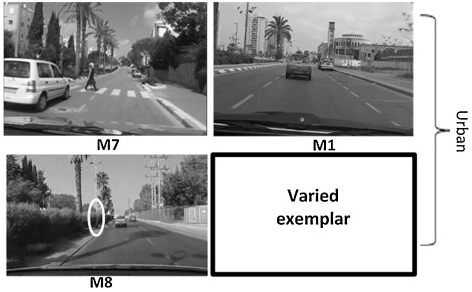 M7
M1
Urban
M8
Varied
exemplar